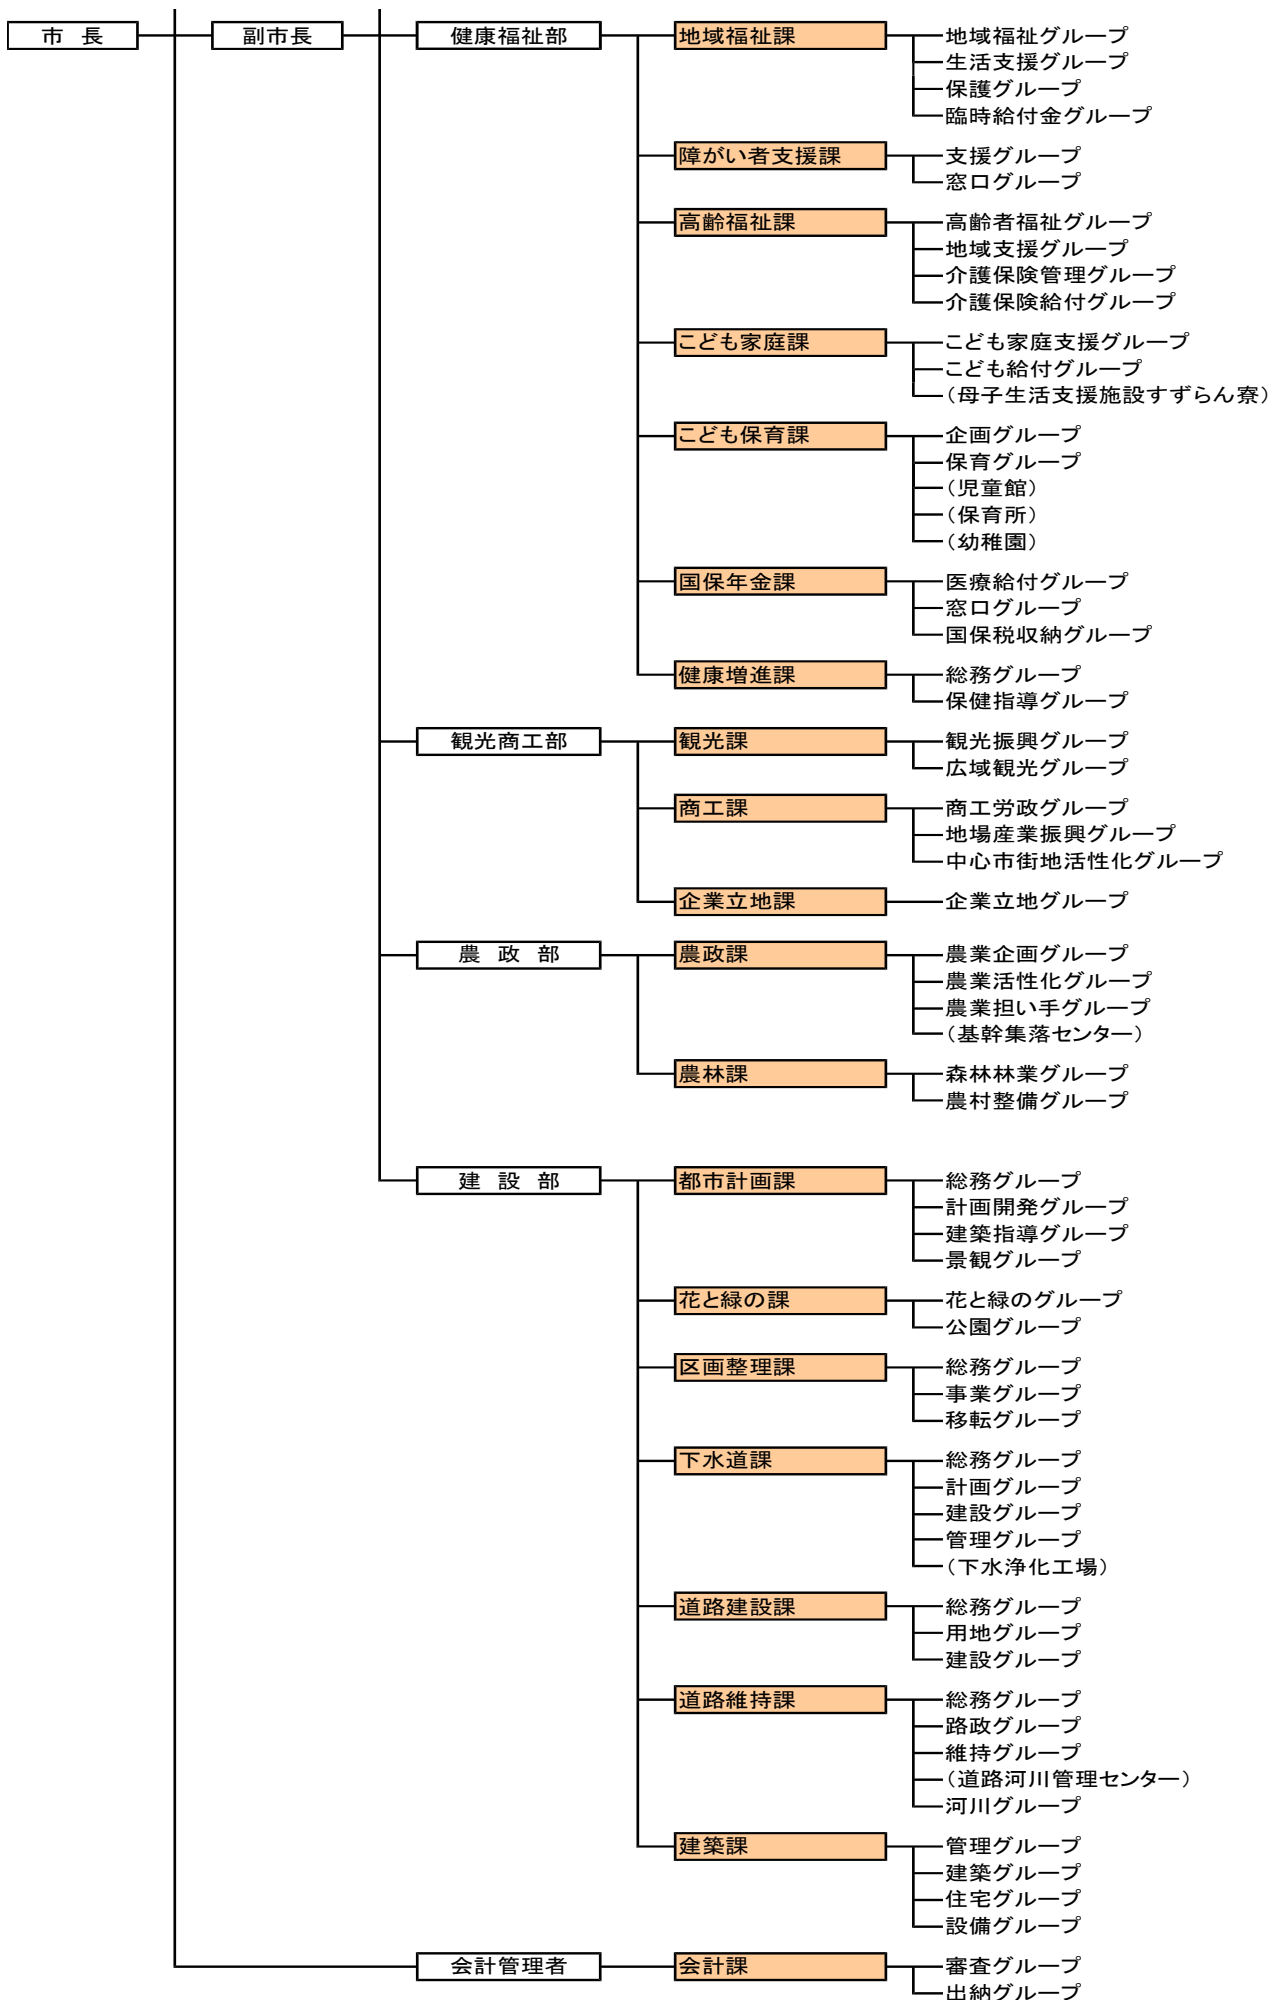 市 長
副市長
健康福祉部
地域福祉課
地域福祉グループ
生活支援グループ
保護グループ
臨時給付金グループ
障がい者支援課
支援グループ
窓口グループ
高齢福祉課
高齢者福祉グループ
地域支援グループ
介護保険管理グループ
介護保険給付グループ
こども家庭課
こども家庭支援グループ
こども給付グループ
（母子生活支援施設すずらん寮）
こども保育課
企画グループ
保育グループ
（児童館）
（保育所）
（幼稚園）
国保年金課
医療給付グループ
窓口グループ
国保税収納グループ
健康増進課
総務グループ
保健指導グループ
観光商工部
観光課
観光振興グループ
広域観光グループ
商工課
商工労政グループ
地場産業振興グループ
中心市街地活性化グループ
企業立地課
企業立地グループ
農 政 部
農政課
農業企画グループ
農業活性化グループ
農業担い手グループ
（基幹集落センター）
農林課
森林林業グループ
農村整備グループ
建 設 部
都市計画課
総務グループ
計画開発グループ
建築指導グループ
景観グループ
花と緑の課
花と緑のグループ
公園グループ
区画整理課
総務グループ
事業グループ
移転グループ
下水道課
総務グループ
計画グループ
建設グループ
管理グループ
（下水浄化工場）
道路建設課
総務グループ
用地グループ
建設グループ
道路維持課
総務グループ
路政グループ
維持グループ
（道路河川管理センター）
河川グループ
建築課
管理グループ
建築グループ
住宅グループ
設備グループ
会計管理者
会計課
審査グループ
出納グループ